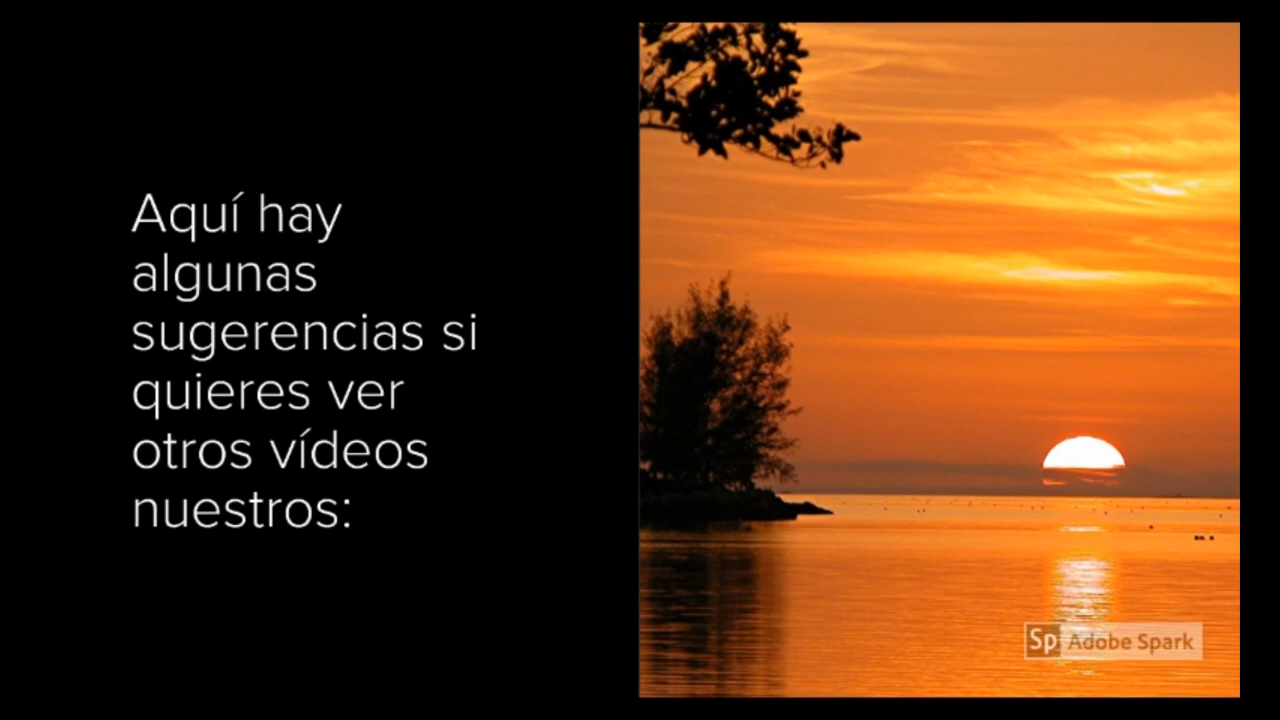 Aquí hay
algunas
sugerencias si
quieres ver
otros vídeos
nuestros:
Sp Adobe Spark